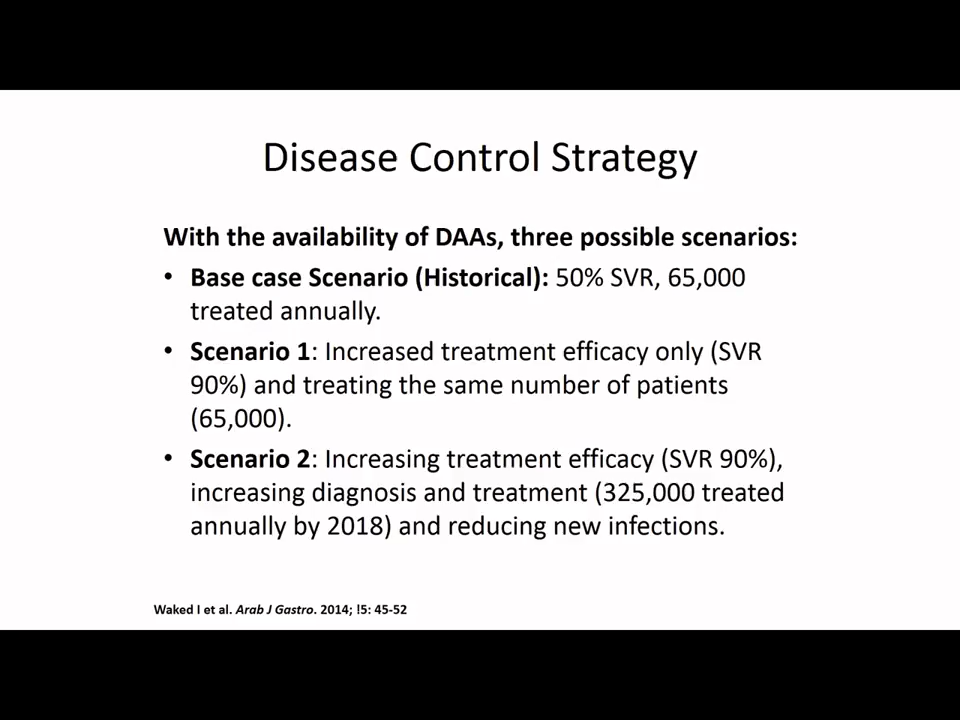 Disease Control Strategy
With the availability of DAAs, three possible scenarios:
• Base case Scenario (Historical): 50% SVR, 65,000
treated annually.
• Scenario 1: Increased treatment efficacy only (SVR
90%) and treating the same number of patients
(65,000).
• Scenario 2: Increasing treatment efficacy (SVR 90%),
increasing diagnosis and treatment (325,000 treated
annually by 2018) and reducing new infections.
Waked I et al. Arab J Gastro. 2014; !5: 45-52